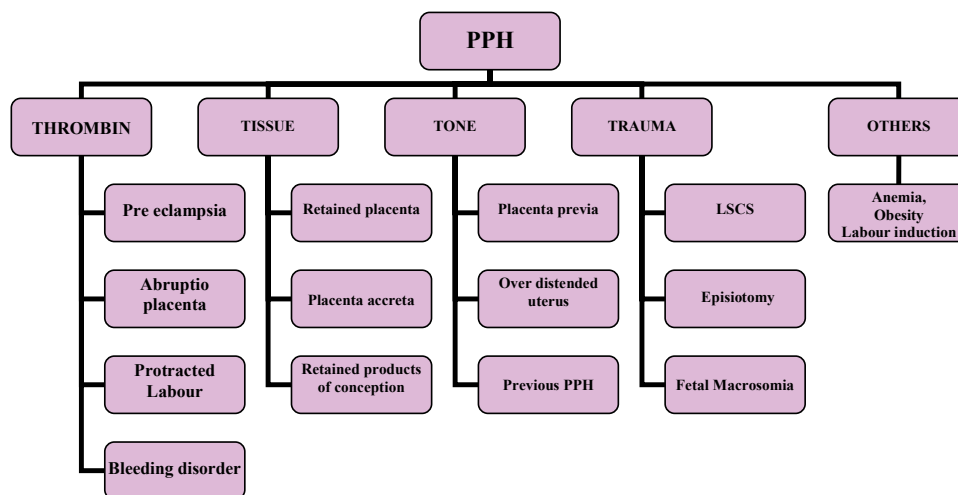 PPH
THROMBIN
TISSUE
TONE
TRAUMA
OTHERS
Pre eclampsia
Abruptio
placenta
Protracted
Labour
Bleeding disorder
Retained placenta
Placenta accreta
Retained products
of conception
Placenta previa
Over distended
uterus
Previous PPH
LSCS
Episiotomy
Fetal Macrosomia
Anemia,
Obesity
Labour induction